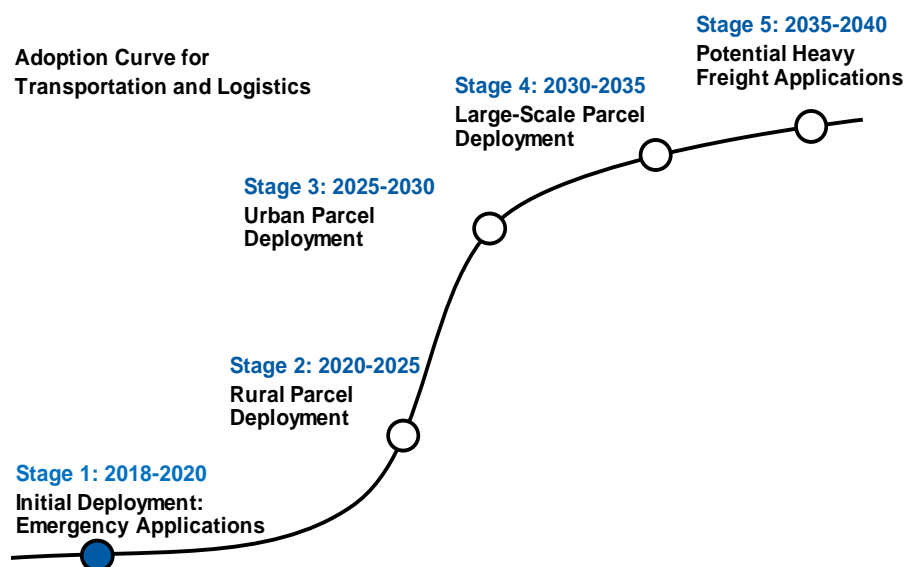 Adoption Curve for
Transportation and Logistics
Stage 5: 2035-2040
Potential Heavy
Freight Applications
Stage 4: 2030-2035
Large-Scale Parcel
Deployment
Stage 3: 2025-2030
Urban Parcel
Deployment
Stage 2: 2020-2025
Rural Parcel
Deployment
Stage 1: 2018-2020
Initial Deployment:
Emergency Applications